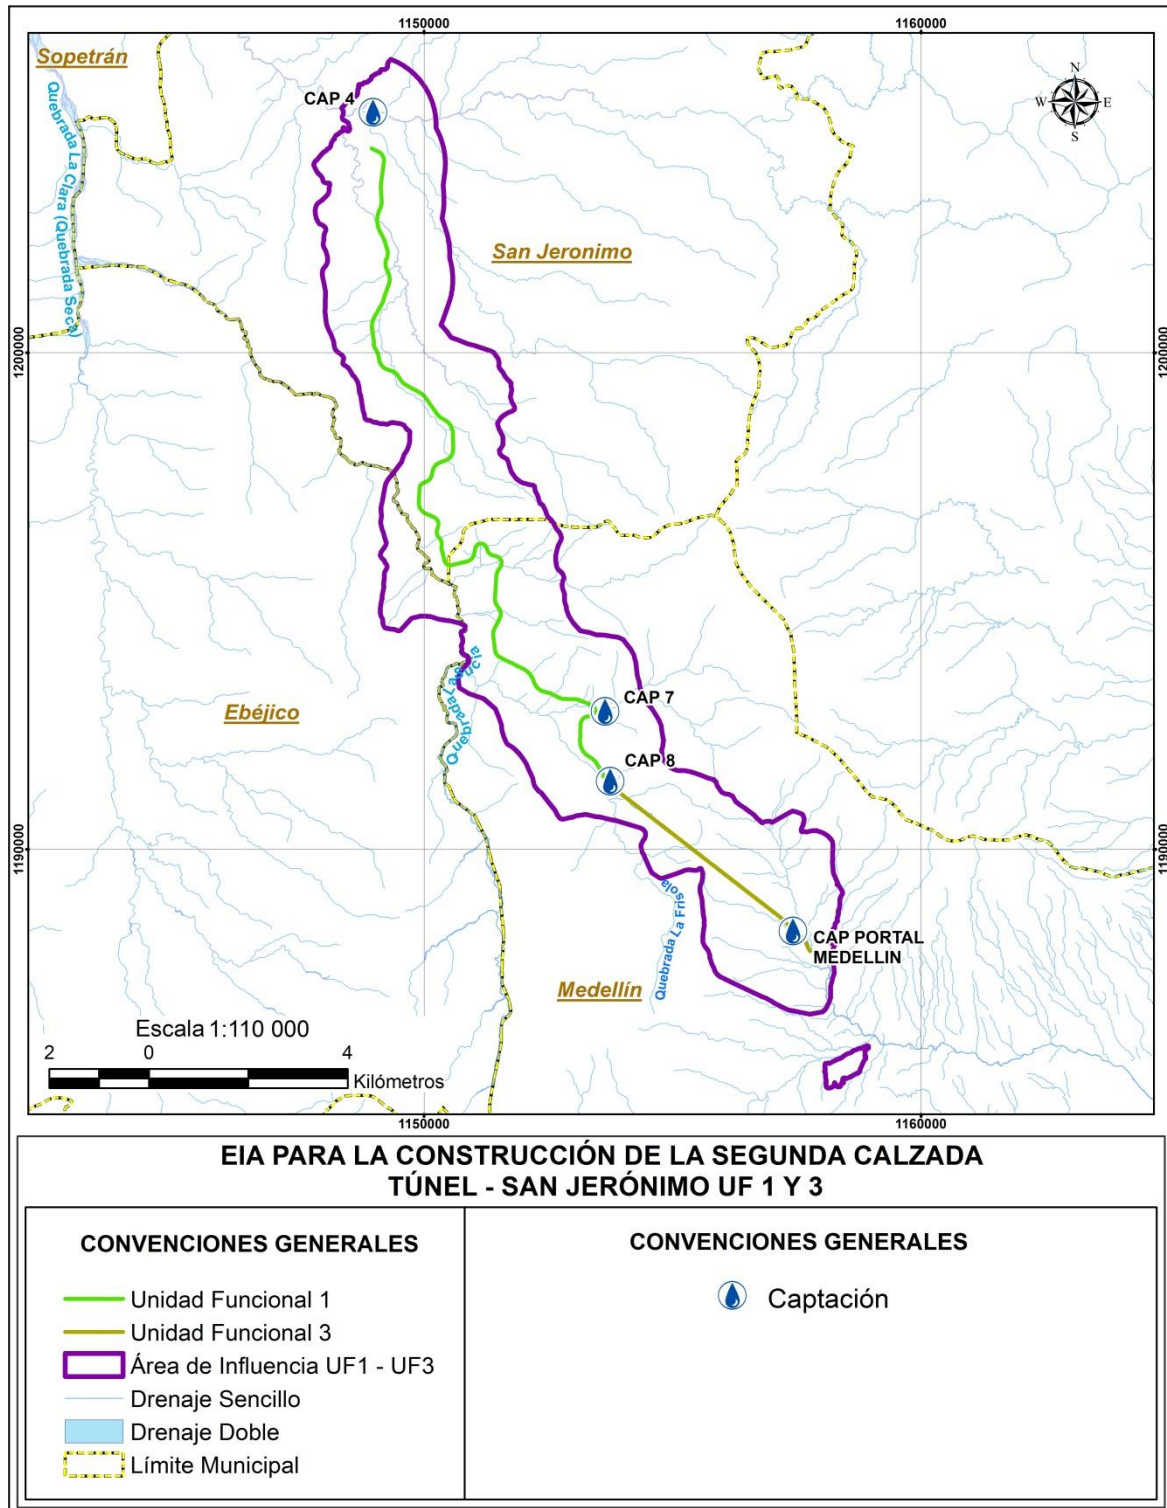 1150000
1160000
Sopetrán
CAP 4
N
W
E
S
Quebrada La Clara (Quebrada Seca)
San Jeronimo
1200000
1200000
CAP 7
Ebéjico
Quebrada La
CAP 8
1190000
1190000
Quebrada La Frisola
CAP PORTAL
MEDELLIN
Medellín
Escala 1:110 000
2 0 4
Kilómetros
1150000
1160000
EIA PARA LA CONSTRUCCIÓN DE LA SEGUNDA CALZADA
TÚNEL - SAN JERÓNIMO UF 1 Y 3
CONVENCIONES GENERALES
Unidad Funcional 1
Unidad Funcional 3
Área de Influencia UF1 - UF3
Drenaje Sencillo
Drenaje Doble
Límite Municipal
CONVENCIONES GENERALES
Captación